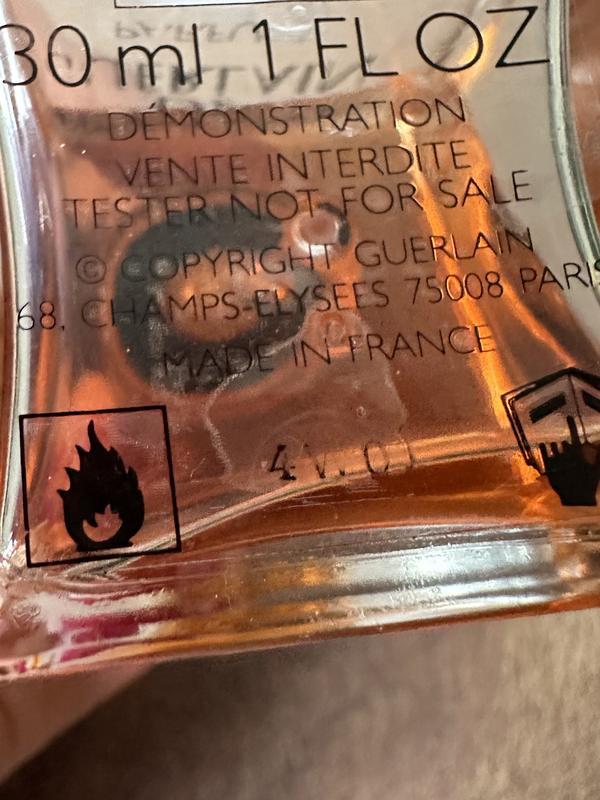 30 ml 1 FL OZ
DÉMONSTRATION
VENTE INTERDITE
TESTER NOT FOR SALE
© COPYRIGHT GUERLAIN
68, CHAMPS-ELYSEES 75008 PARIS
MADE IN FRANCE